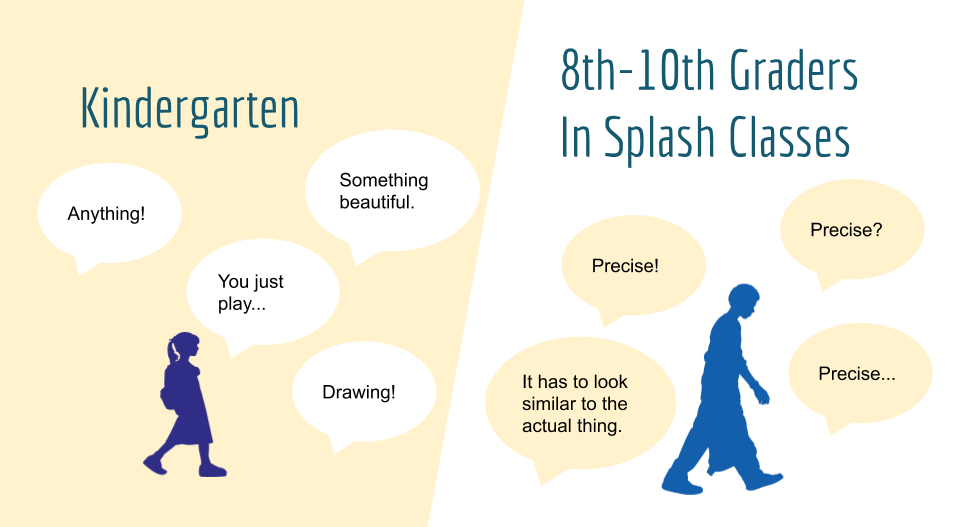 Kindergarten
Anything!
Something
beautiful.
You just
play...
Drawing!
8th-10th Graders
In Splash Classes
Precise!
Precise?
It has to look
similar to the
actual thing.
Precise...